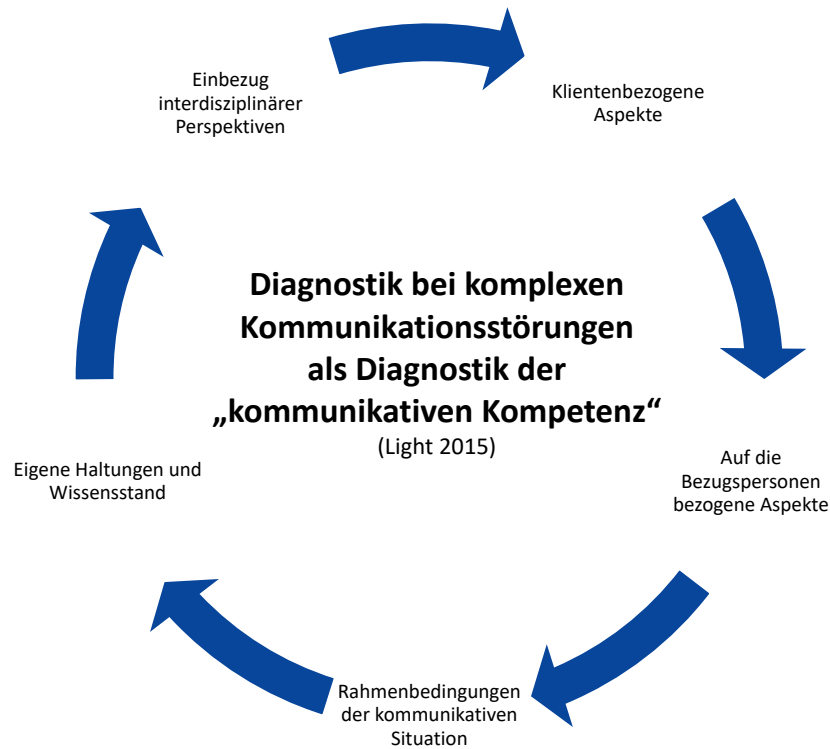 Einbezug
interdisziplinärer
Perspektiven
Klientenbezogene
Aspekte
Diagnostik bei komplexen
Kommunikationsstörungen
als Diagnostik der
„kommunikativen Kompetenz“
(Light 2015)
Eigene Haltungen und
Wissensstand
Auf die
Bezugspersonen
bezogene Aspekte
Rahmenbedingungen
der kommunikativen
Situation